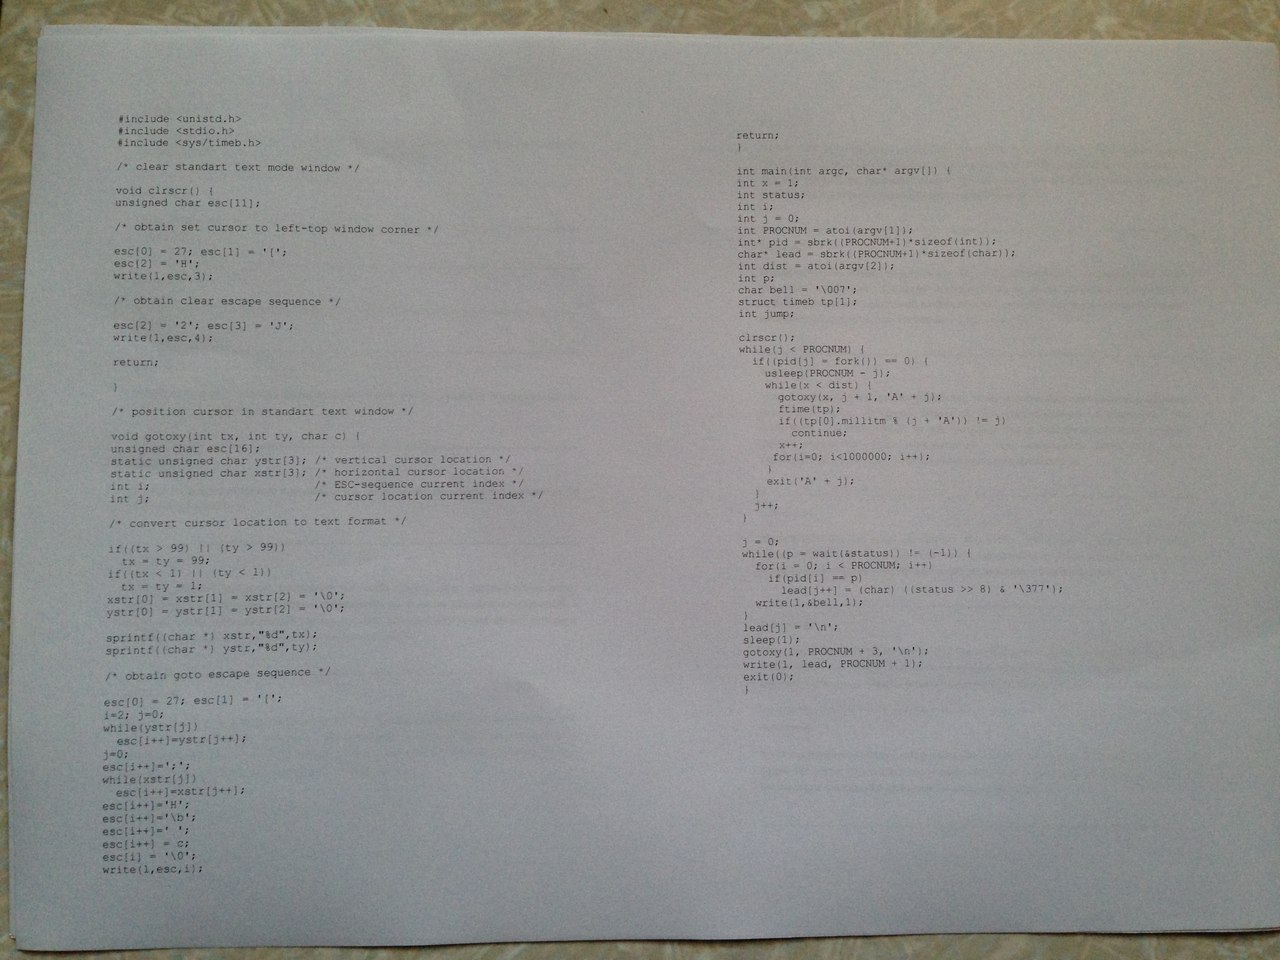 #include <unistd.h>
#include <stdio.h>
#include <sys/timeb.h>
/* clear standart text mode window */
void clrscr() {
unsigned char esc[11];
/* obtain set cursor to left-top window corner */
esc[0] = 27; esc[1] = '[';
esc[2] = 'H';
write(1,esc,3);
/* obtain clear escape sequence */
esc[2] = '2'; esc[3] = 'J';
write(1,esc,4);
return;
}
/* position cursor in standart text window */
void gotoxy(int tx, int ty, char c) {
unsigned char esc[16];
static unsigned char ystr[3]; /* vertical cursor location */
static unsigned char xstr[3]; /* horizontal cursor location */
int i; /* ESC-sequence current index */
int j; /* cursor location current index */
/* convert cursor location to text format */
if((tx > 99) || (ty > 99))
  tx = ty = 99;
if((tx < 1) || (ty < 1))
  tx = ty = 1;
xstr[0] = xstr[1] = xstr[2] = '\0';
ystr[0] = ystr[1] = ystr[2] = '\0';
sprintf((char *) xstr,"%d",tx);
sprintf((char *) ystr,"%d",ty);
/* obtain goto escape sequence */
esc[0] = 27; esc[1] = '[';
i=2; j=0;
while(ystr[j])
  esc[i++]=ystr[j++];
j=0;
esc[i++]=';';
while(xstr[j])
  esc[i++]=xstr[j++];
esc[i++]='H';
esc[i++]='\b';
esc[i++]=' ';
esc[i++] = c;
esc[i] = '\0';
write(1,esc,i);
return;
}
int main(int argc, char* argv[]) {
int x = 1;
int status;
int i;
int j = 0;
int PROCNUM = atoi(argv[1]);
int* pid = sbrk((PROCNUM+1)*sizeof(int));
char* lead = sbrk((PROCNUM+1)*sizeof(char));
int dist = atoi(argv[2]);
int p;
char bell = '\007';
struct timeb tp[1];
int jump;
clrscr();
while(j < PROCNUM) {
  if((pid[j] = fork()) == 0) {
    usleep(PROCNUM - j);
    while(x < dist) {
      gotoxy(x, j + 1, 'A' + j);
      ftime(tp);
      if((tp[0].millitm % (j + 'A')) != j)
        continue;
      x++;
     for(i=0; i<1000000; i++);
    }
    exit('A' + j);
  }
  j++;
}
j = 0;
while((p = wait(&status)) != (-1)) {
  for(i = 0; i < PROCNUM; i++)
    if(pid[i] == p)
      lead[j++] = (char) ((status >> 8) & '\377');
  write(1,&bell,1);
}
lead[j] = '\n';
sleep(1);
gotoxy(1, PROCNUM + 3, '\n');
write(1, lead, PROCNUM + 1);
exit(0);
}